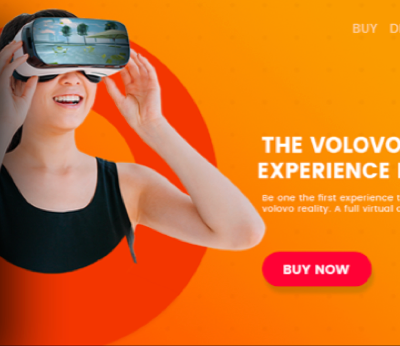 BUY
THE VOLOVO
EXPERIENCE
Be one the first experience
volovo reality. A full virtual
BUY NOW